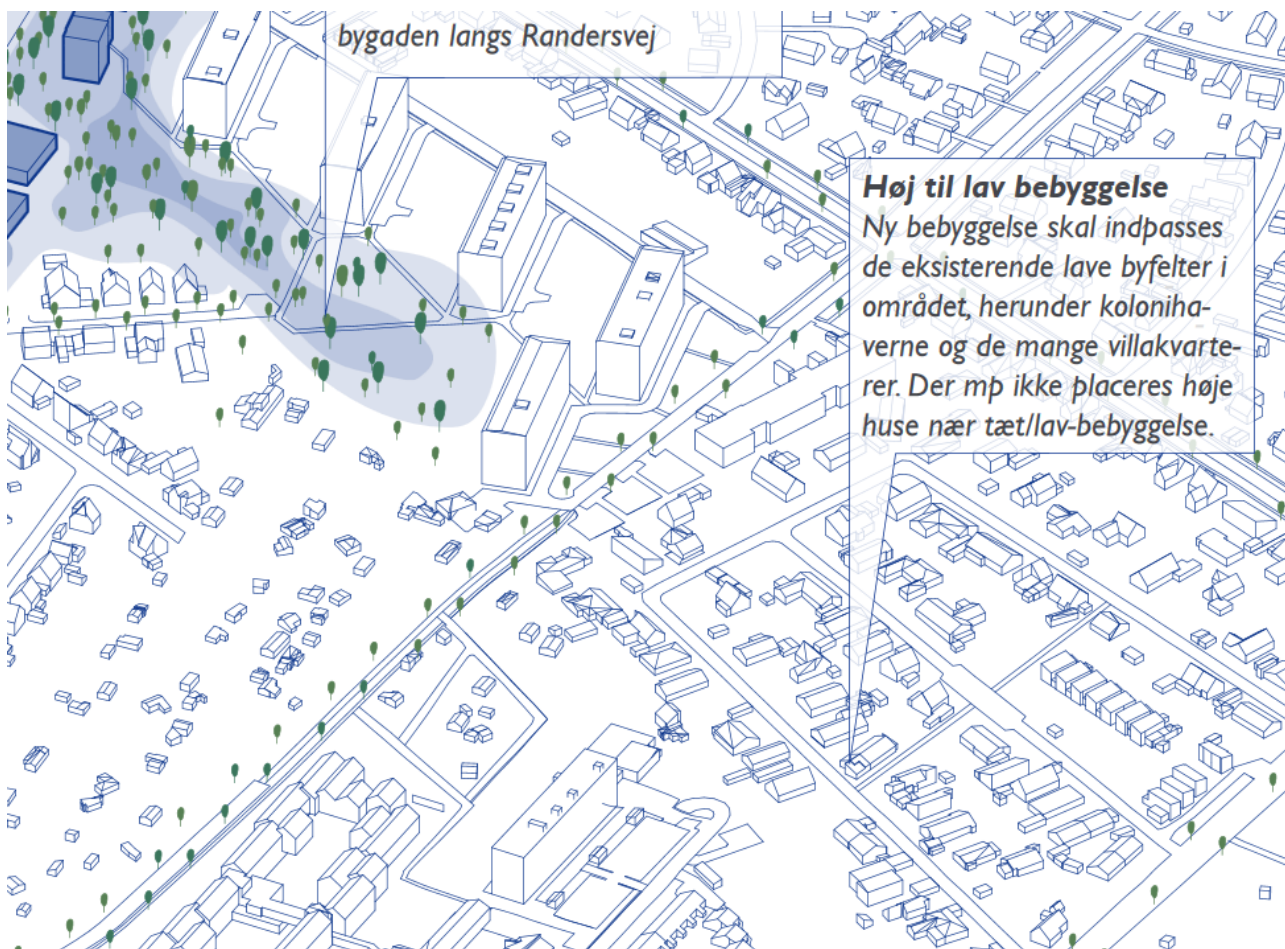 bygaden langs Randersvej
Høj til lav bebyggelse
Ny bebyggelse skal indpasses
de eksisterende lave byfelter i
området, herunder koloniha-
verne og de mange villakvarte-
rer. Der mp ikke placeres høje
huse nær tæt/lav-bebyggelse.